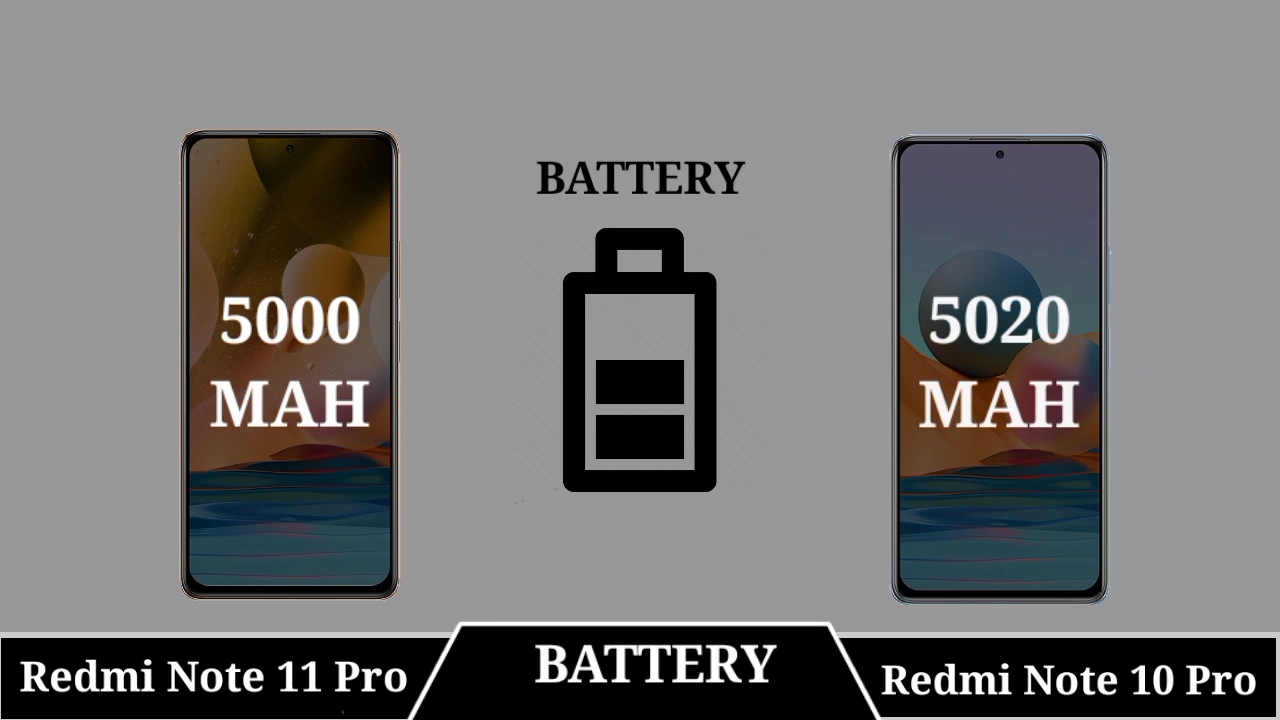 BATTERY
5000
MAH
5020
MAH
Redmi Note 11 Pro
BATTERY
Redmi Note 10 Pro